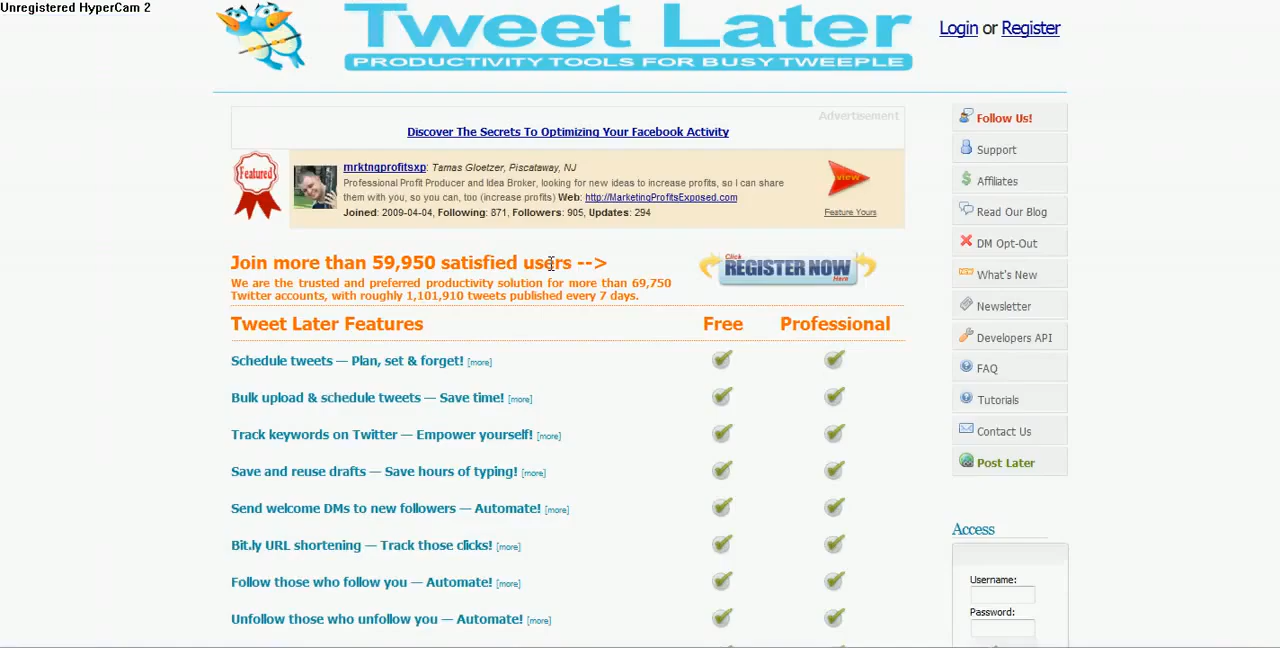 Unregistered HyperCam 2
Tweet Later
PRODUCTIVITY TOOLS FOR BUSY TWEEPLE
Login or Register
Advertisement
Discover The Secrets To Optimizing Your Facebook Activity
Featured
mrktngprofitsxp: Tamas Gloetzer, Piscataway, NJ
Professional Profit Producer and Idea Broker, looking for new ideas to increase profits, so I can share
them with you, so you can, too (increase profits) Web: http://MarketingProfitsExposed.com
Joined: 2009-04-04, Following: 871, Followers: 905, Updates: 294
view
Feature Yours
Join more than 59,950 satisfied users -->
We are the trusted and preferred productivity solution for more than 69,750
Twitter accounts, with roughly 1,101,910 tweets published every 7 days.
Click
REGISTER NOW
Here
Tweet Later Features Free Professional
Schedule tweets — Plan, set & forget! [more]
Bulk upload & schedule tweets — Save time! [more]
Track keywords on Twitter — Empower yourself! [more]
Save and reuse drafts — Save hours of typing! [more]
Send welcome DMs to new followers — Automate! [more]
Bit.ly URL shortening — Track those clicks! [more]
Follow those who follow you — Automate! [more]
Unfollow those who unfollow you — Automate! [more]
Follow Us!
Support
Affiliates
Read Our Blog
DM Opt-Out
NEW What's New
Newsletter
Developers API
FAQ
Tutorials
Contact Us
Post Later
Access
Username:
Password: